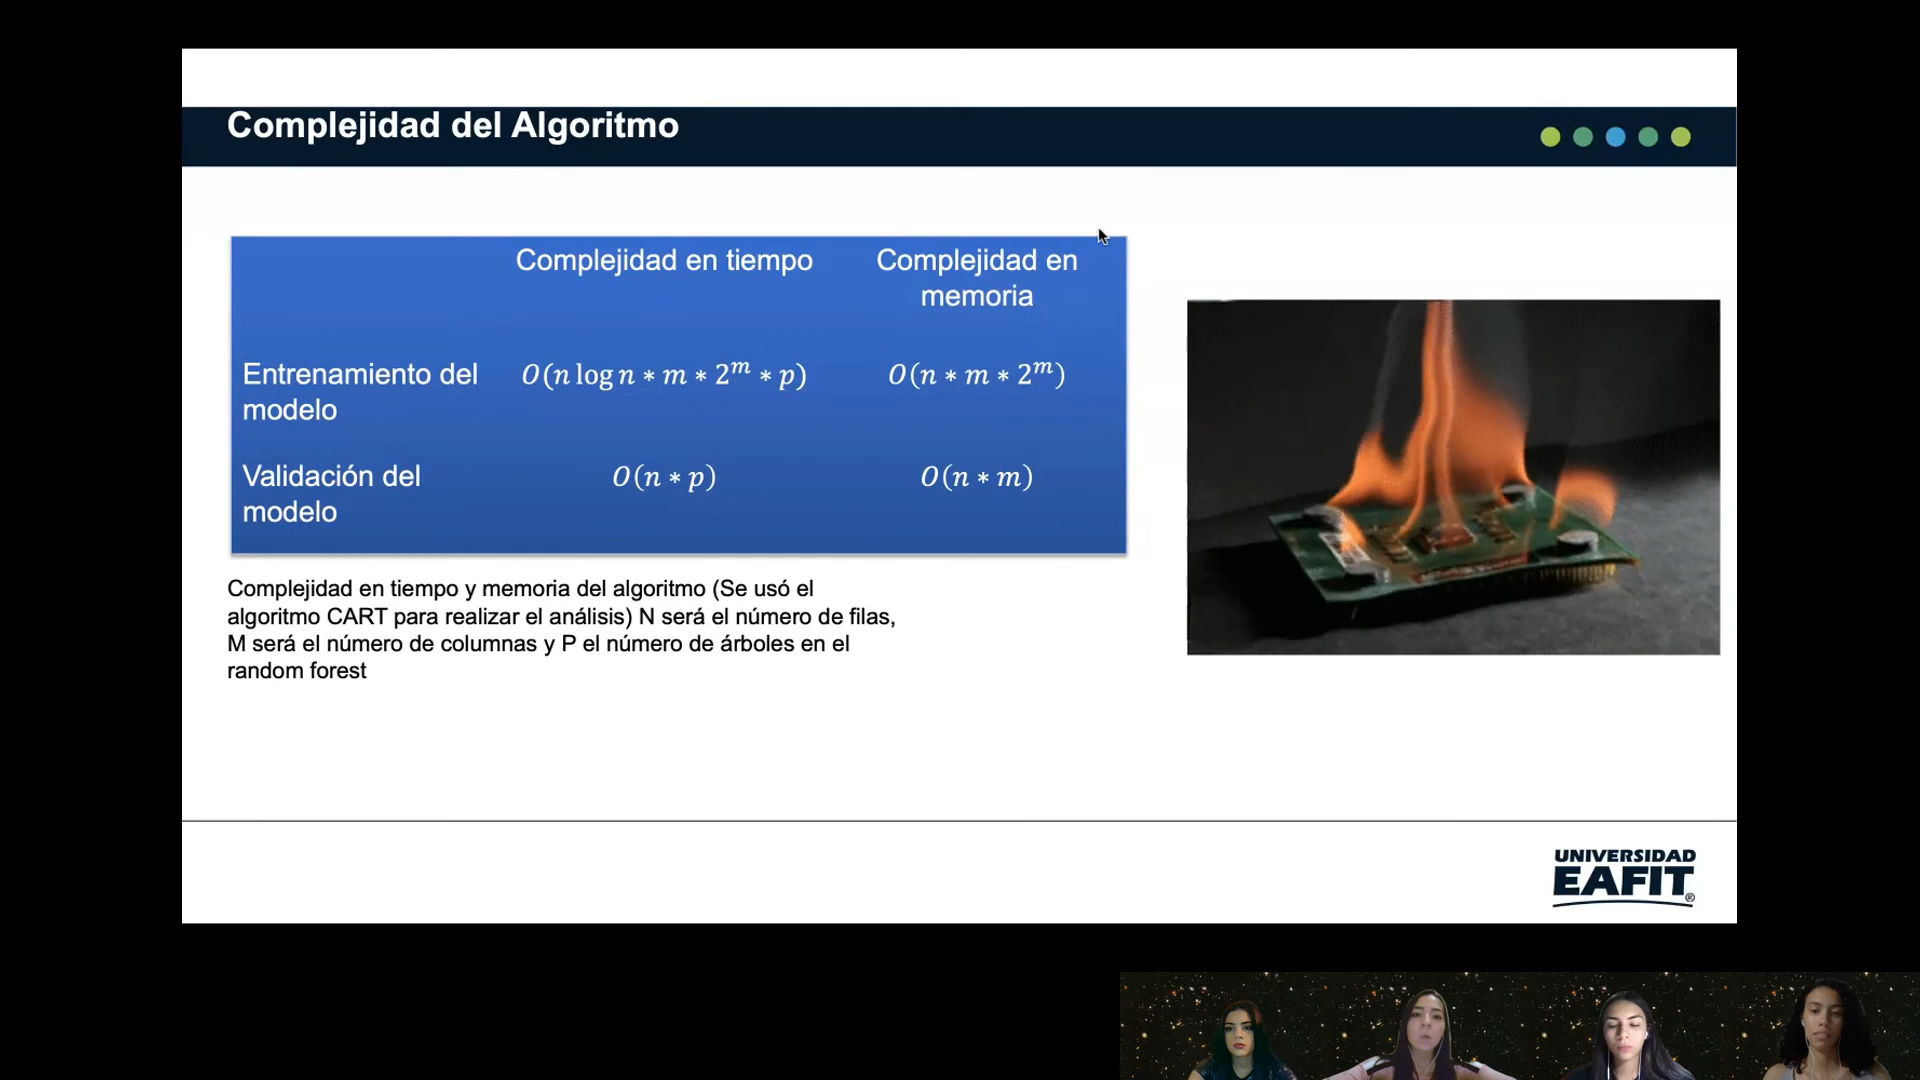 Complejidad del Algoritmo
Complejidad en tiempo
Complejidad en
memoria
Entrenamiento del
modelo
O(n log n ∗ m ∗ 2^m ∗ p)
O(n ∗ m ∗ 2^m)
Validación del
modelo
O(n ∗ p)
O(n ∗ m)
Complejidad en tiempo y memoria del algoritmo (Se usó el
algoritmo CART para realizar el análisis) N será el número de filas,
M será el número de columnas y P el número de árboles en el
random forest
UNIVERSIDAD
EAFIT®